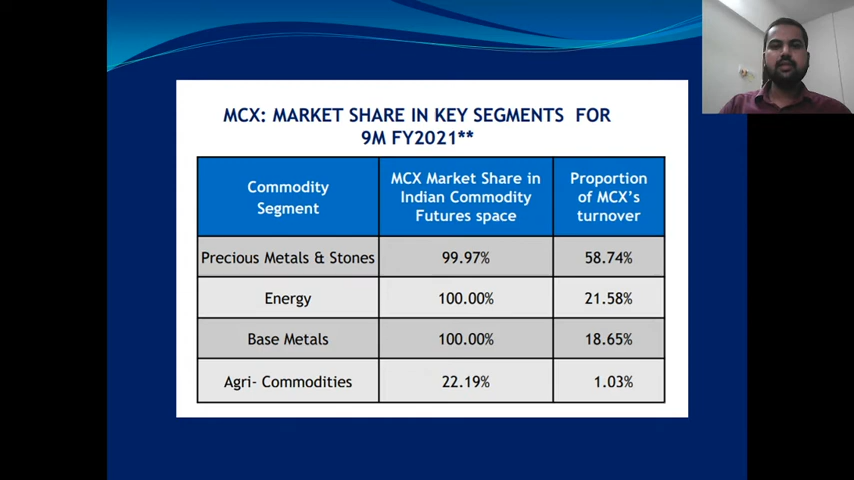 MCX: MARKET SHARE IN KEY SEGMENTS FOR
9M FY2021**
Commodity
Segment
MCX Market Share in
Indian Commodity
Futures space
Proportion
of MCX's
turnover
Precious Metals & Stones 99.97% 58.74%
Energy 100.00% 21.58%
Base Metals 100.00% 18.65%
Agri- Commodities 22.19% 1.03%